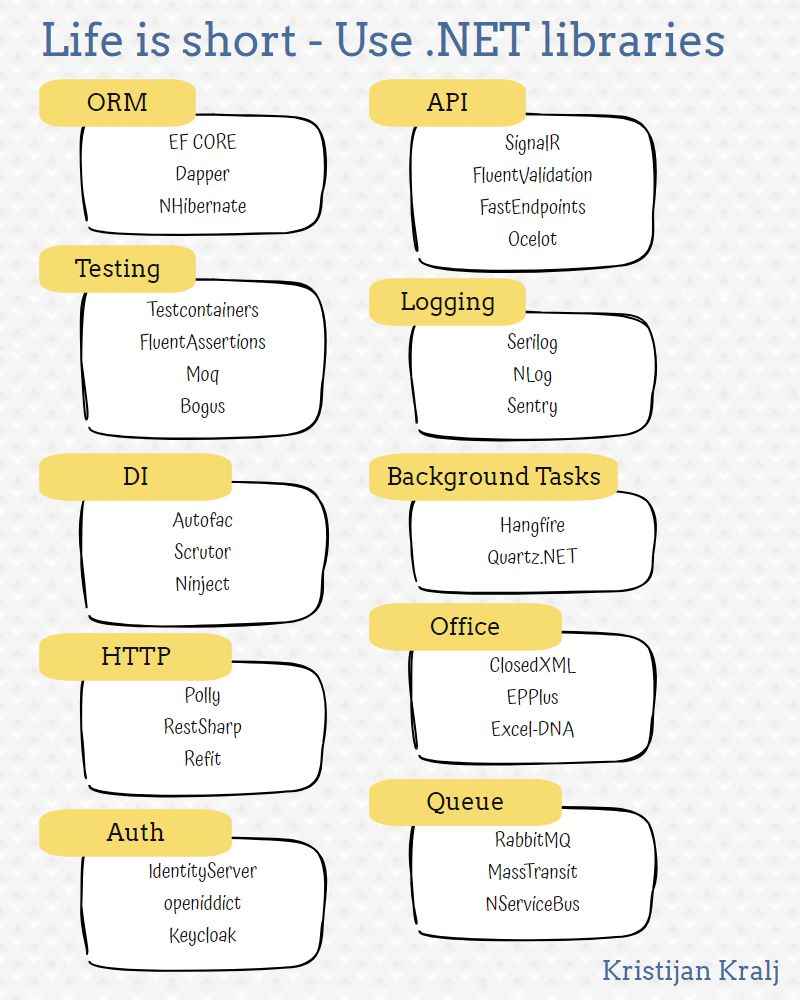 Life is short - Use .NET libraries
ORM
EF CORE
Dapper
NHibernate
Testing
Testcontainers
FluentAssertions
Moq
Bogus
DI
Autofac
Scrutor
Ninject
HTTP
Polly
RestSharp
Refit
Auth
IdentityServer
openiddict
Keycloak
API
SignalR
FluentValidation
FastEndpoints
Ocelot
Logging
Serilog
NLog
Sentry
Background Tasks
Hangfire
Quartz.NET
Office
ClosedXML
EPPlus
Excel-DNA
Queue
RabbitMQ
MassTransit
NServiceBus
Kristijan Kralj